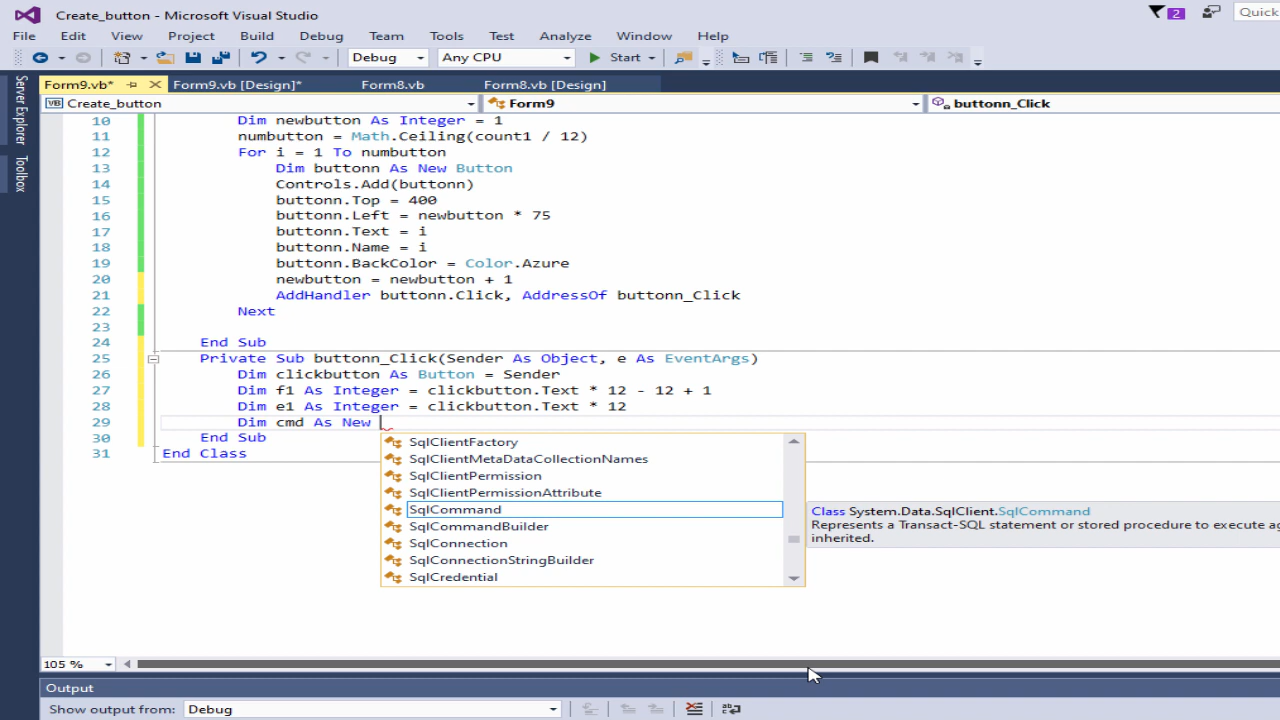 Create_button - Microsoft Visual Studio
2
Quick
File Edit View Project Build Debug Team Tools Test Analyze Window Help
Debug Any CPU Start
Server Explorer
Toolbox
Form9.vb* Form9.vb [Design]* Form8.vb Form8.vb [Design]
VB Create_button Form9 buttonn_Click
10 Dim newbutton As Integer = 1
11 numbutton = Math.Ceiling(count1 / 12)
12 For i = 1 To numbutton
13 Dim buttonn As New Button
14 Controls.Add(buttonn)
15 buttonn.Top = 400
16 buttonn.Left = newbutton * 75
17 buttonn.Text = i
18 buttonn.Name = i
19 buttonn.BackColor = Color.Azure
20 newbutton = newbutton + 1
21 AddHandler buttonn.Click, AddressOf buttonn_Click
22 Next
23
24 End Sub
25 Private Sub buttonn_Click(Sender As Object, e As EventArgs)
26 Dim clickbutton As Button = Sender
27 Dim f1 As Integer = clickbutton.Text * 12 - 12 + 1
28 Dim e1 As Integer = clickbutton.Text * 12
29 Dim cmd As New
30 End Sub
31 End Class
SqlClientFactory
SqlClientMetaDataCollectionNames
SqlClientPermission
SqlClientPermissionAttribute
SqlCommand
SqlCommandBuilder
SqlConnection
SqlConnectionStringBuilder
SqlCredential
Class System.Data.SqlClient.SqlCommand
Represents a Transact-SQL statement or stored procedure to execute ag
inherited.
105 %
Output
Show output from: Debug